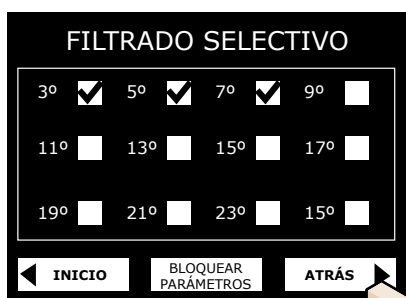 FILTRADO SELECTIVO
3º 5º 7º 9º
11º 13º 15º 17º
19º 21º 23º 15º
INICIO BLOQUEAR PARÁMETROS ATRÁS